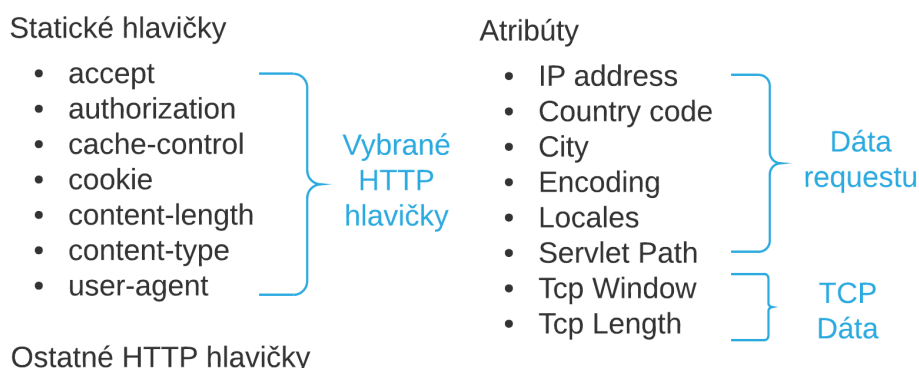 Statické hlavičky
• accept
• authorization
• cache-control
• cookie
• content-length
• content-type
• user-agent
Vybrané
HTTP
hlavičky
Ostatné HTTP hlavičky
Atribúty
• IP address
• Country code
• City
• Encoding
• Locales
• Servlet Path
• Tcp Window
• Tcp Length
Dáta
requestu
TCP
Dáta